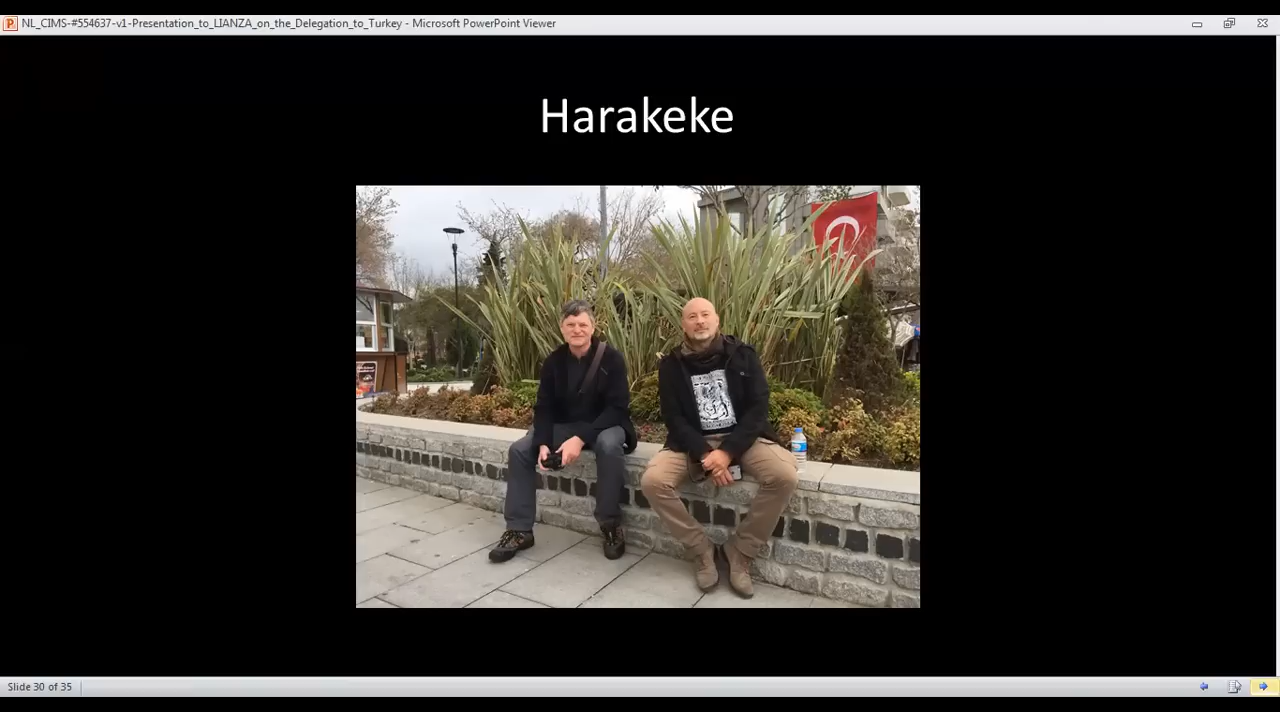 NL_CIMS-#554637-v1-Presentation_to_LIANZA_on_the_Delegation_to_Turkey - Microsoft PowerPoint Viewer
Harakeke
Slide 30 of 35